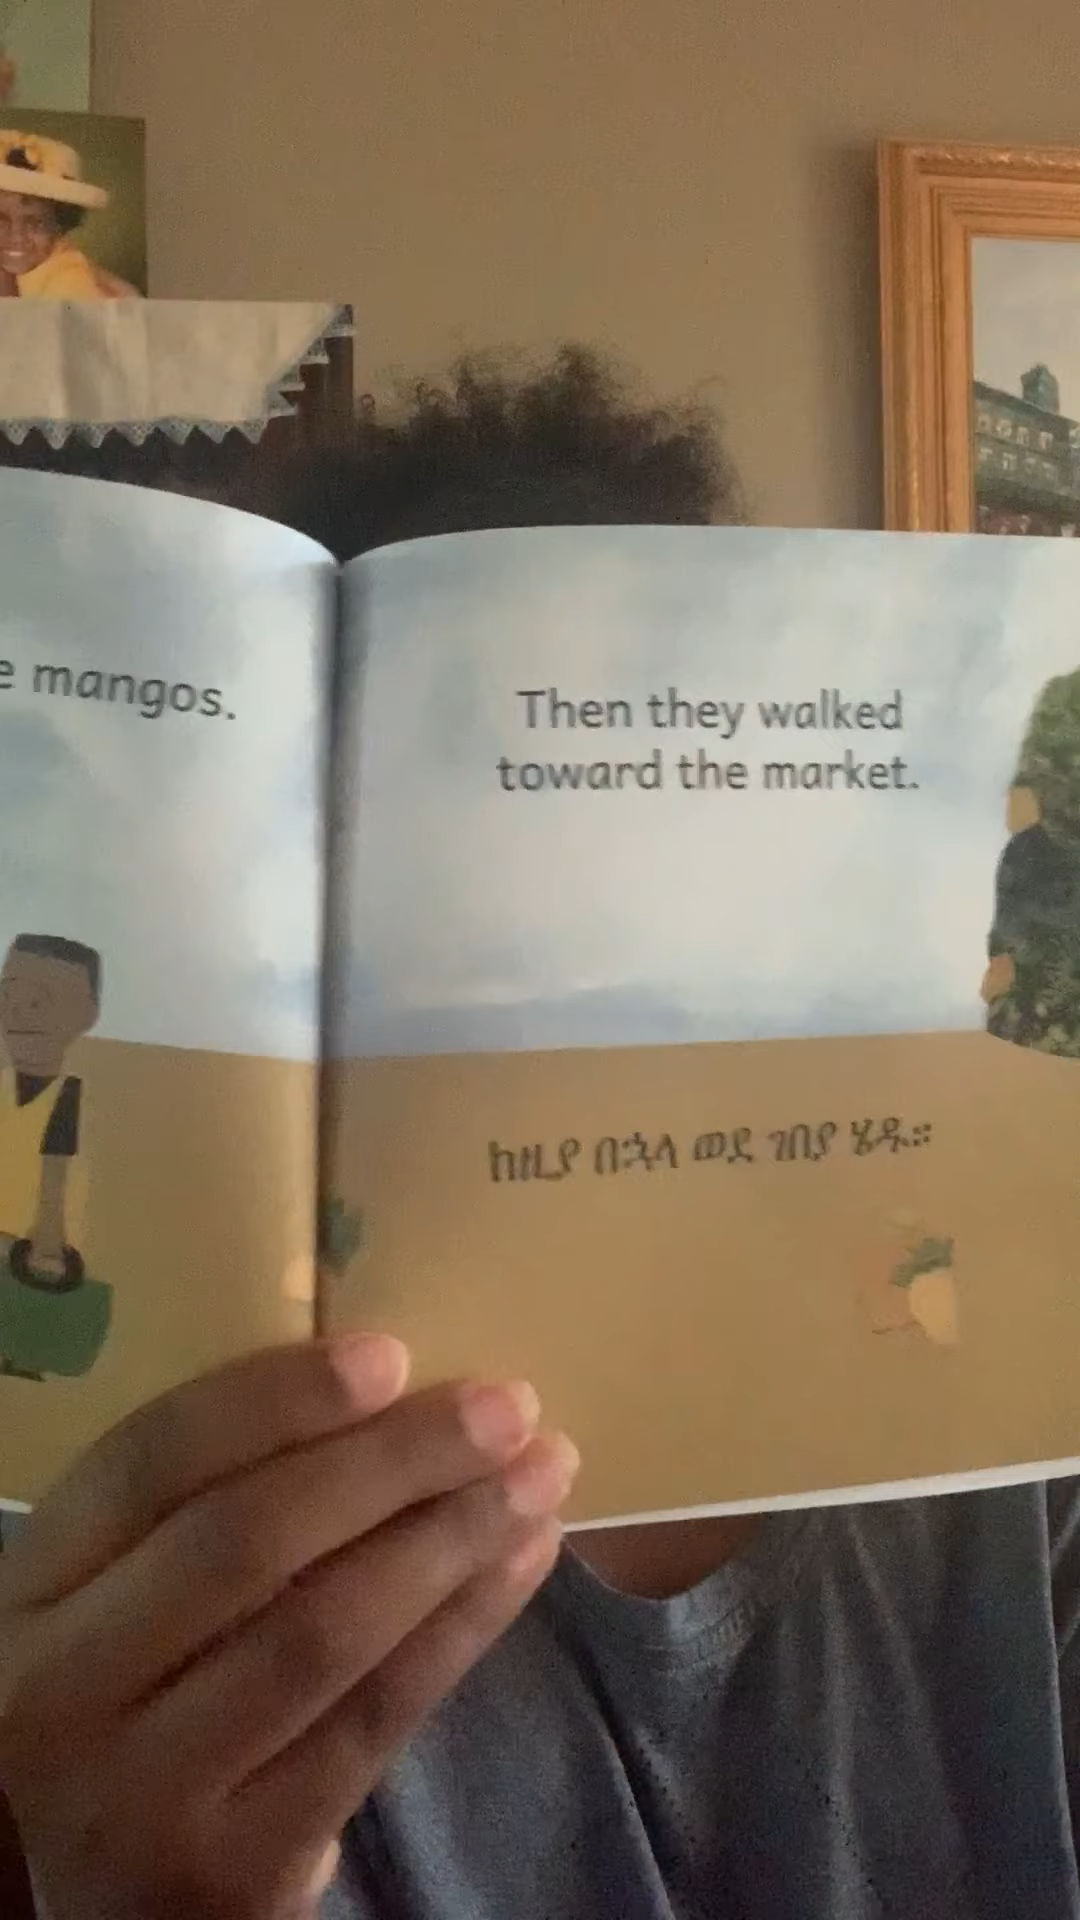 mangos.
Then they walked
toward the market.
ከዚያ በኋላ ወደ ገበያ ሄዱ።